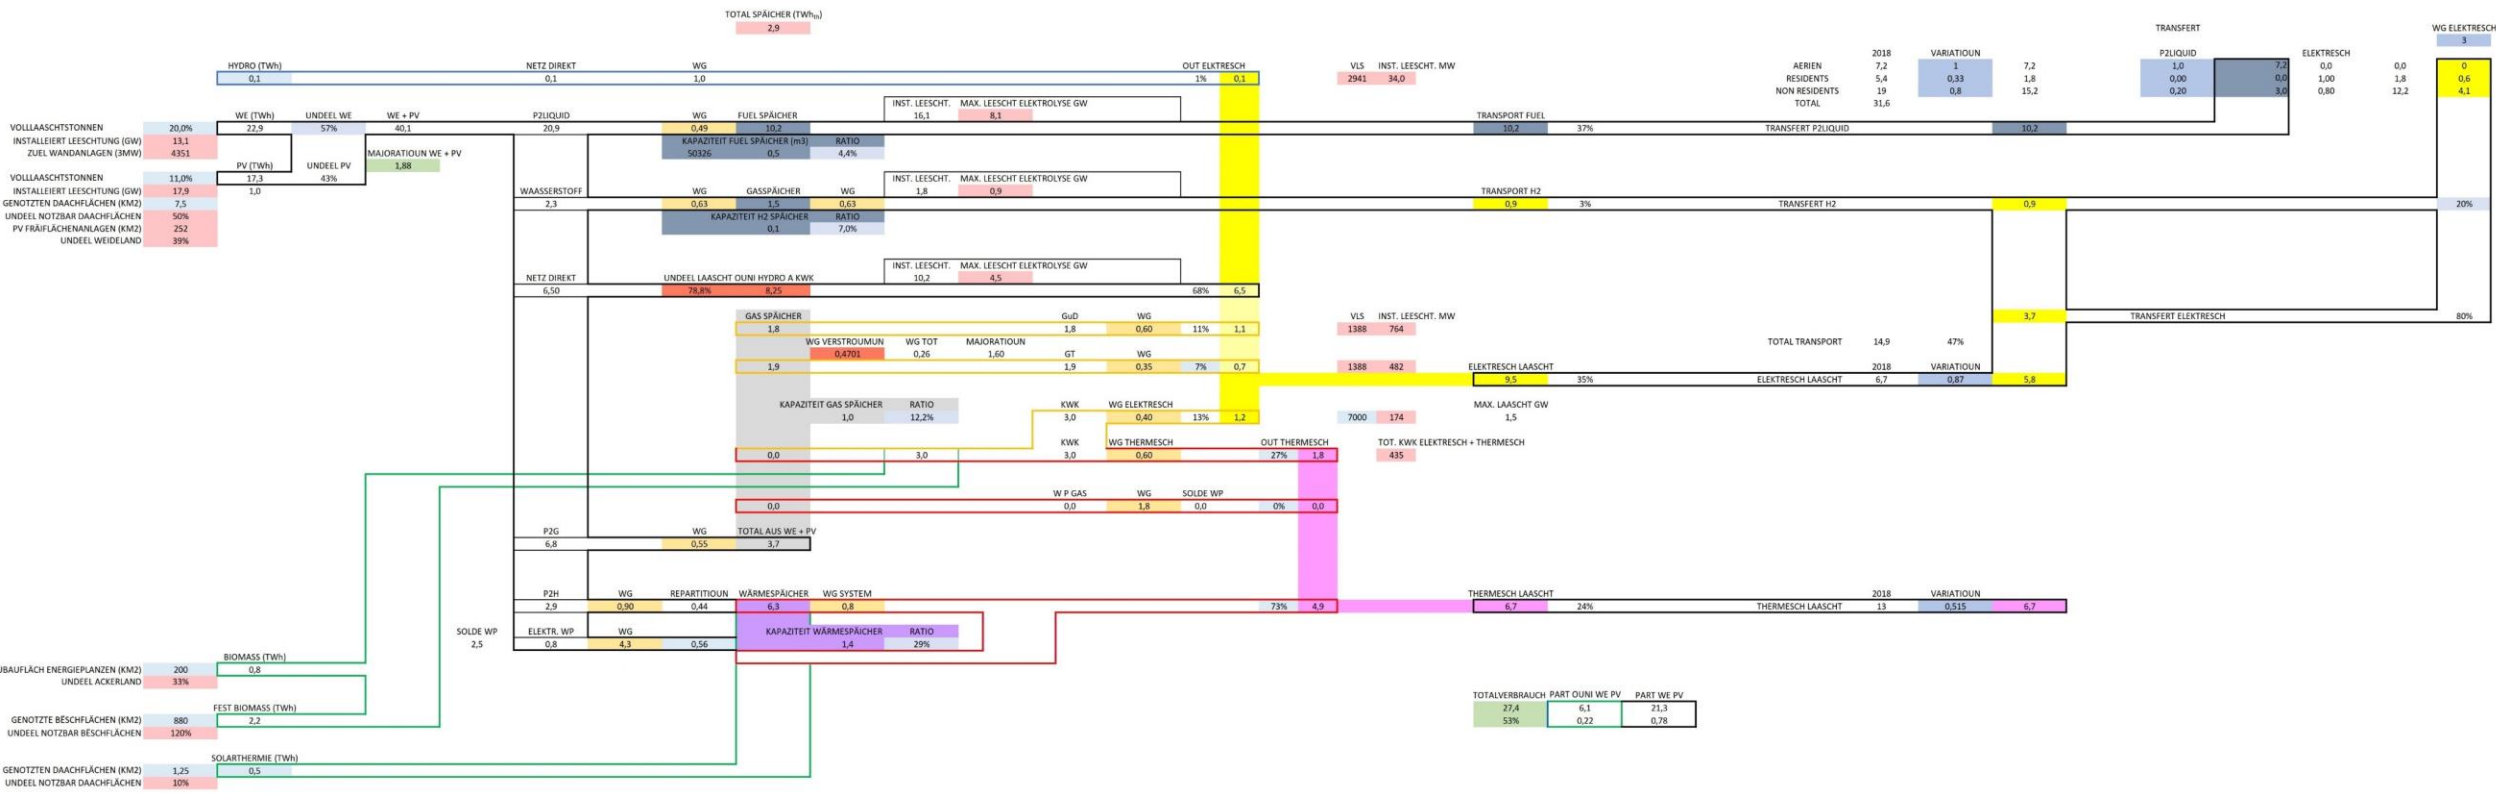 TOTAL SPÄICHER (TWhth)
2,9
TRANSFERT WG ELEKTRESCH
3
2018 VARIATIOUN P2LIQUID ELEKTRESCH
HYDRO (TWh) NETZ DIREKT WG OUT ELKTRESCH VLS INST. LEESCHT. MW AERIEN 7,2 1 7,2 1,0 7,2 0,0 0,0 0
0,1 0,1 1,0 1% 0,1 2941 34,0 RESIDENTS 5,4 0,33 1,8 0,00 0,0 1,00 1,8 0,6
NON RESIDENTS 19 0,8 15,2 0,20 3,0 0,80 12,2 4,1
INST. LEESCHT. MAX. LEESCHT ELEKTROLYSE GW TOTAL 31,6
WE (TWh) UNDEEL WE WE + PV P2LIQUID WG FUEL SPÄICHER 16,1 8,1 TRANSPORT FUEL
VOLLLAASCHTSTONNEN 20,0% 22,9 57% 40,1 20,9 0,49 10,2 10,2 37% TRANSFERT P2LIQUID 10,2
INSTALLEIERT LEESCHTUNG (GW) 13,1 KAPAZITEIT FUEL SPÄICHER (m3) RATIO
ZUEL WANDANLAGEN (3MW) 4351 MAJORATIOUN WE + PV 50326 0,5 4,4%
PV (TWh) UNDEEL PV 1,88
VOLLLAASCHTSTONNEN 11,0% 17,3 43% INST. LEESCHT. MAX. LEESCHT ELEKTROLYSE GW
INSTALLEIERT LEESCHTUNG (GW) 17,9 1,0 WAASSERSTOFF WG GASSPÄICHER WG 1,8 0,9 TRANSPORT H2
GENOTZTEN DAACHFLÄCHEN (KM2) 7,5 2,3 0,63 1,5 0,63 0,9 3% TRANSFERT H2 0,9 20%
UNDEEL NOTZBAR DAACHFLÄCHEN 50% KAPAZITEIT H2 SPÄICHER RATIO
PV FRÄIFLÄCHENANLAGEN (KM2) 252 0,1 7,0%
UNDEEL WEIDELAND 39%
INST. LEESCHT. MAX. LEESCHT ELEKTROLYSE GW
NETZ DIREKT UNDEEL LAASCHT OUNI HYDRO A KWK 10,2 4,5
6,50 78,8% 8,25 68% 6,5
GAS SPÄICHER GuD WG VLS INST. LEESCHT. MW 3,7 TRANSFERT ELEKTRESCH 80%
1,8 1,8 0,60 11% 1,1 1388 764
WG VERSTROUMUN WG TOT MAJORATIOUN TOTAL TRANSPORT 14,9 47%
0,4701 0,26 1,60 GT WG
1,9 1,9 0,35 7% 0,7 1388 482 ELEKTRESCH LAASCHT 2018 VARIATIOUN
9,5 35% ELEKTRESCH LAASCHT 6,7 0,87 5,8
KAPAZITEIT GAS SPÄICHER RATIO KWK WG ELEKTRESCH MAX. LAASCHT GW
1,0 12,2% 3,0 0,40 13% 1,2 7000 174 1,5
KWK WG THERMESCH OUT THERMESCH TOT. KWK ELEKTRESCH + THERMESCH
0,0 3,0 3,0 0,60 27% 1,8 435
W P GAS WG SOLDE WP
0,0 0,0 1,8 0,0 0% 0,0
P2G WG TOTAL AUS WE + PV
6,8 0,55 3,7
P2H WG REPARTITIOUN WÄRMESPÄICHER WG SYSTEM THERMESCH LAASCHT 2018 VARIATIOUN
2,9 0,90 0,44 6,3 0,8 73% 4,9 6,7 24% THERMESCH LAASCHT 13 0,515 6,7
SOLDE WP ELEKTR. WP WG KAPAZITEIT WÄRMESPÄICHER RATIO
2,5 0,8 4,3 0,56 1,4 29%
BIOMASS (TWh)
UBAUFLÄCH ENERGIEPLANZEN (KM2) 200 0,8
UNDEEL ACKERLAND 33%
TOTALVERBRAUCH PART OUNI WE PV PART WE PV
FEST BIOMASS (TWh) 27,4 6,1 21,3
GENOTZTE BËSCHFLÄCHEN (KM2) 880 2,2 53% 0,22 0,78
UNDEEL NOTZBAR BËSCHFLÄCHEN 120%
SOLARTHERMIE (TWh)
GENOTZTEN DAACHFLÄCHEN (KM2) 1,25 0,5
UNDEEL NOTZBAR DAACHFLÄCHEN 10%